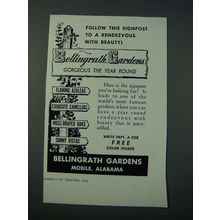 FOLLOW THIS SIGNPOST
TO A RENDEZVOUS
WITH BEAUTY!
Bellingrath Gardens
GORGEOUS THE YEAR ROUND
FLAMING AZALEAS
EXQUISITE CAMELLIAS
MOSS-DRAPED OAKS
SUNNY VISTAS
Here is the signpost
you're looking for! It
leads to one of the
world's most famous
gardens, where you can
have a year round
rendezvous with
beauty that is unex-
celled.
WRITE DEPT. A FOR
FREE
COLOR FOLDER
BELLINGRATH GARDENS
MOBILE, ALABAMA